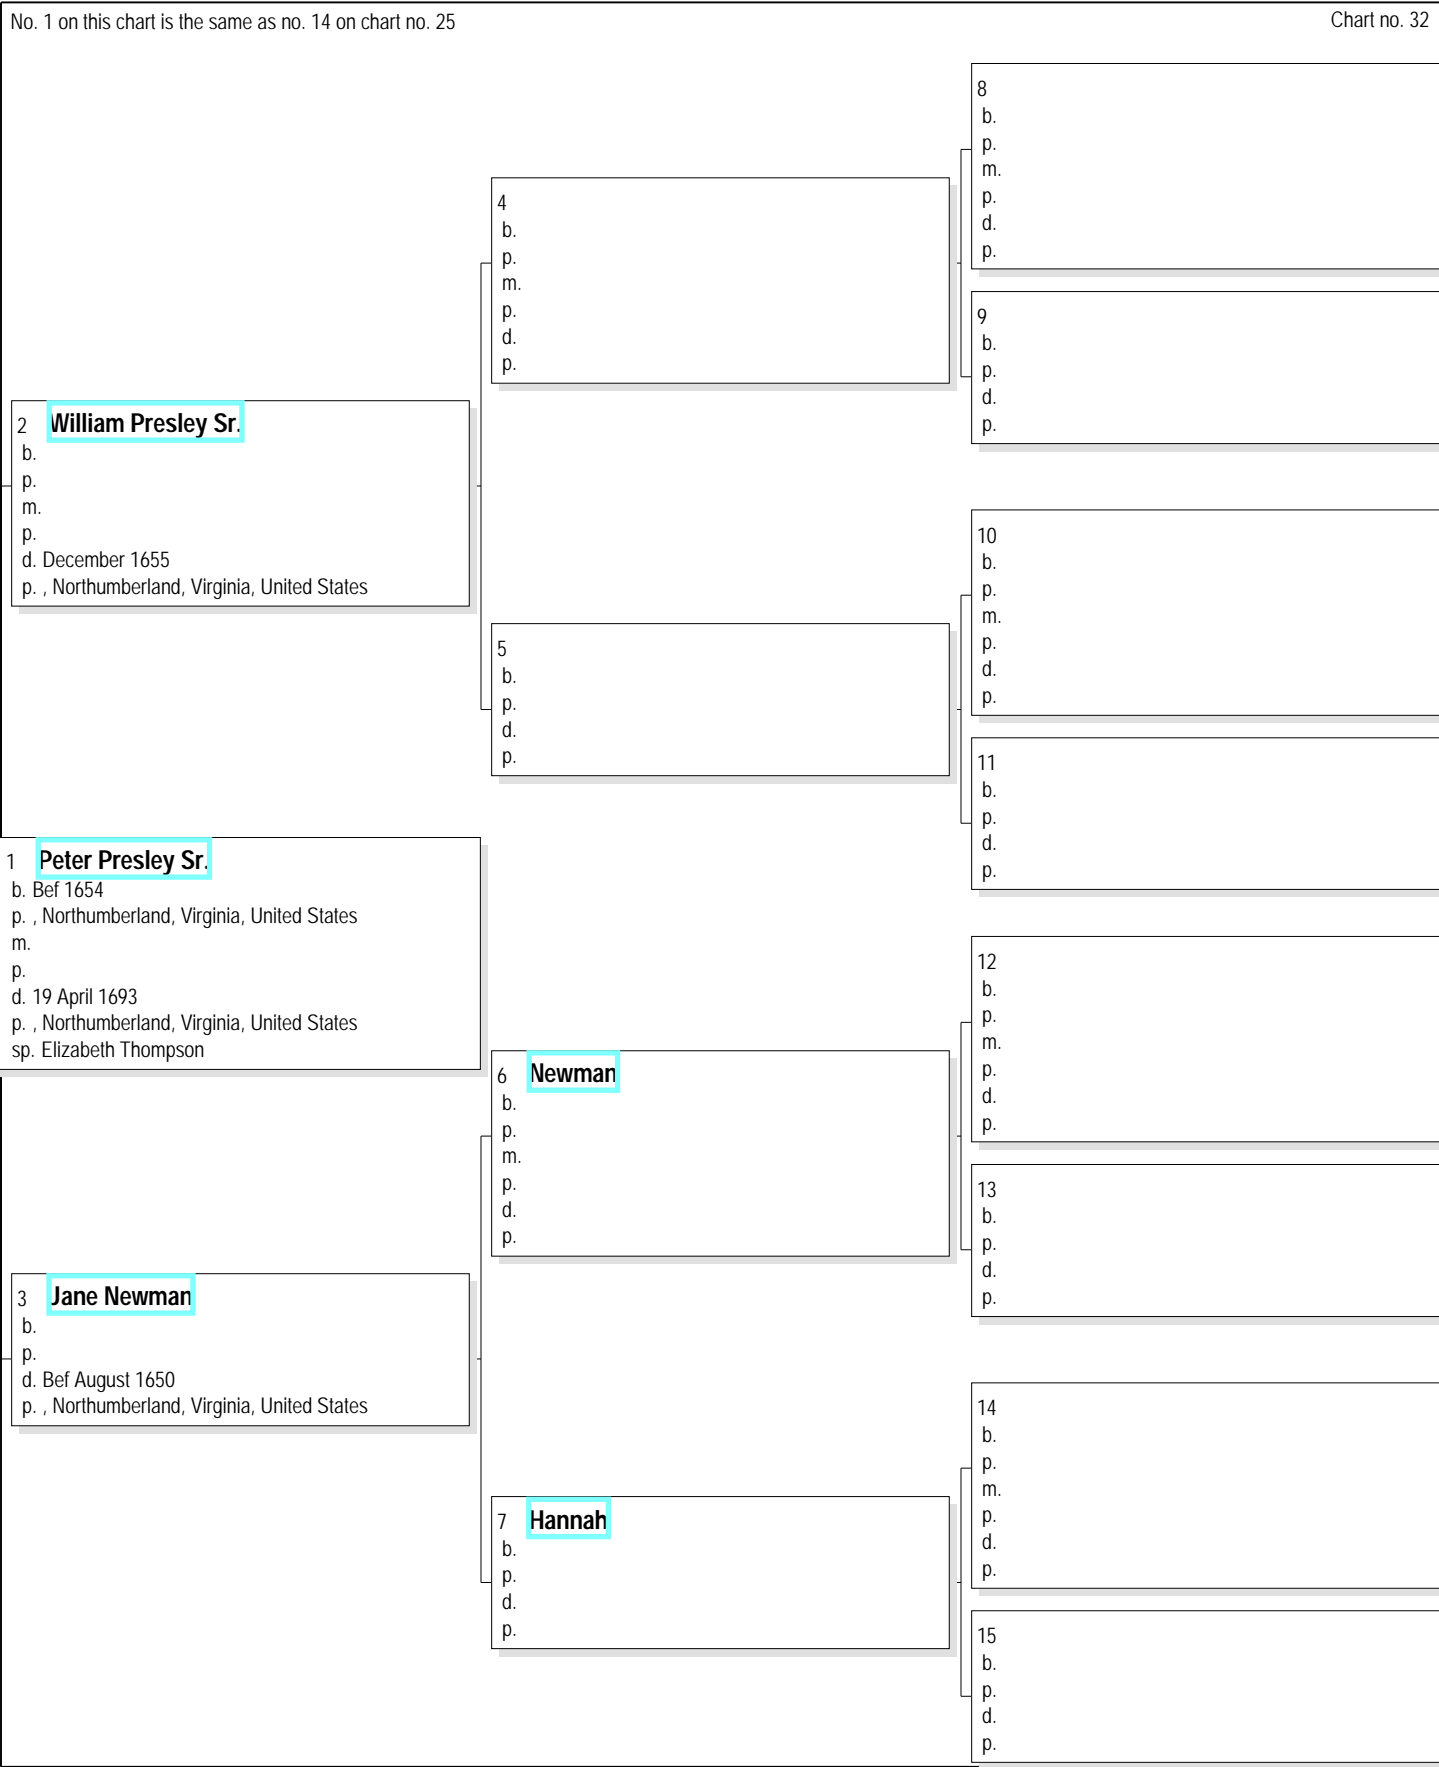 No. 1 on this chart is the same as no. 14 on chart no. 25
Chart no. 32
8
b.
p.
m.
p.
d.
p.
4
b.
p.
m.
p.
d.
p.
9
b.
p.
d.
p.
2 William Presley Sr.
b.
p.
m.
p.
d. December 1655
p. , Northumberland, Virginia, United States
10
b.
p.
m.
p.
d.
p.
5
b.
p.
d.
p.
11
b.
p.
d.
p.
1 Peter Presley Sr.
b. Bef 1654
p. , Northumberland, Virginia, United States
m.
p.
d. 19 April 1693
p. , Northumberland, Virginia, United States
sp. Elizabeth Thompson
12
b.
p.
m.
p.
d.
p.
6 Newman
b.
p.
m.
p.
d.
p.
13
b.
p.
d.
p.
3 Jane Newman
b.
p.
d. Bef August 1650
p. , Northumberland, Virginia, United States
14
b.
p.
m.
p.
d.
p.
7 Hannah
b.
p.
d.
p.
15
b.
p.
d.
p.